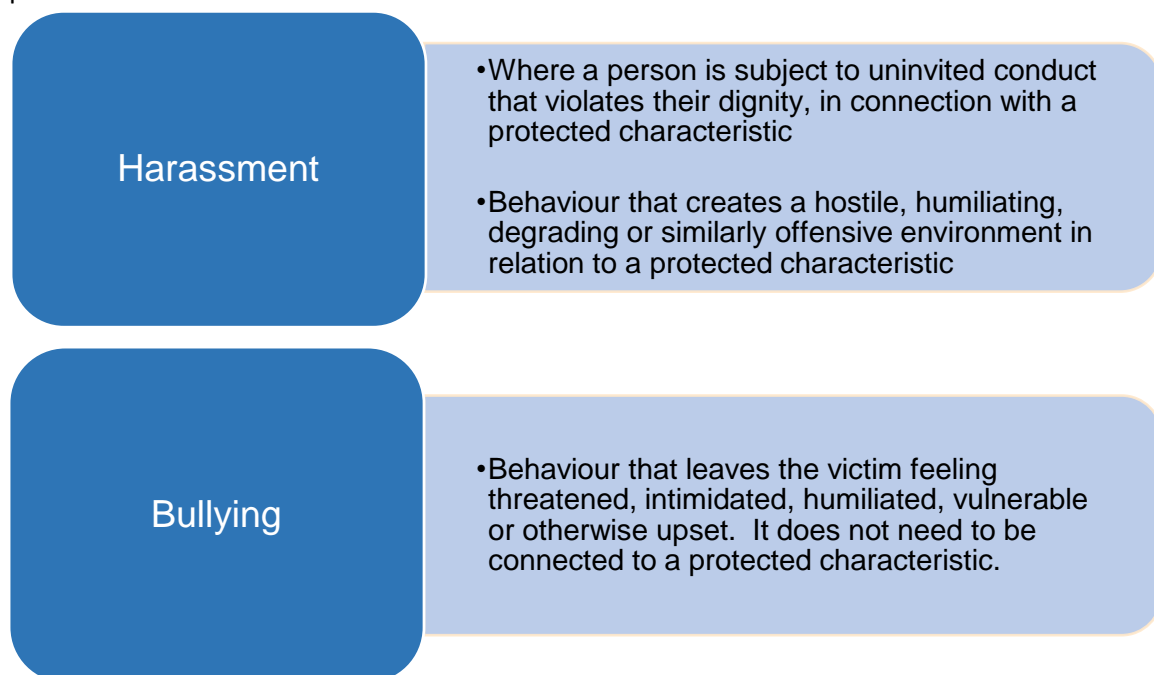 Harassment
•Where a person is subject to uninvited conduct
that violates their dignity, in connection with a
protected characteristic
•Behaviour that creates a hostile, humiliating,
degrading or similarly offensive environment in
relation to a protected characteristic
Bullying
•Behaviour that leaves the victim feeling
threatened, intimidated, humiliated, vulnerable
or otherwise upset.  It does not need to be
connected to a protected characteristic.